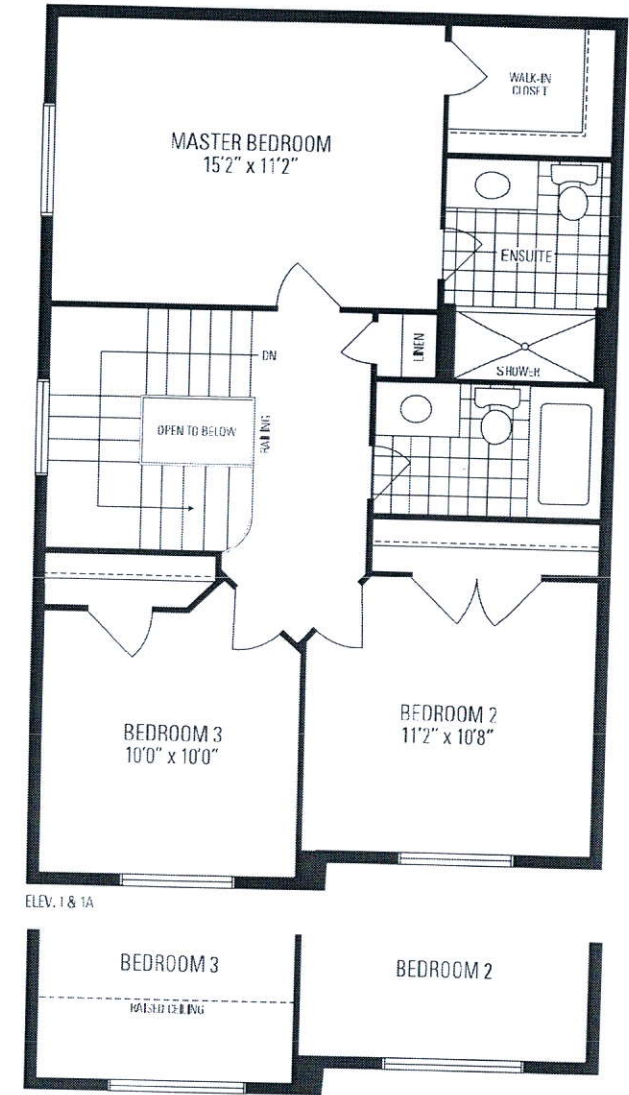 WALK-IN
CLOSET
MASTER BEDROOM
15'2" x 11'2"
ENSUITE
DN
LINEN
SHOWER
OPEN TO BELOW
RAILING
BEDROOM 3
10'0" x 10'0"
BEDROOM 2
11'2" x 10'8"
ELEV. 1 & 1A
BEDROOM 3
BEDROOM 2
RAISED CEILING